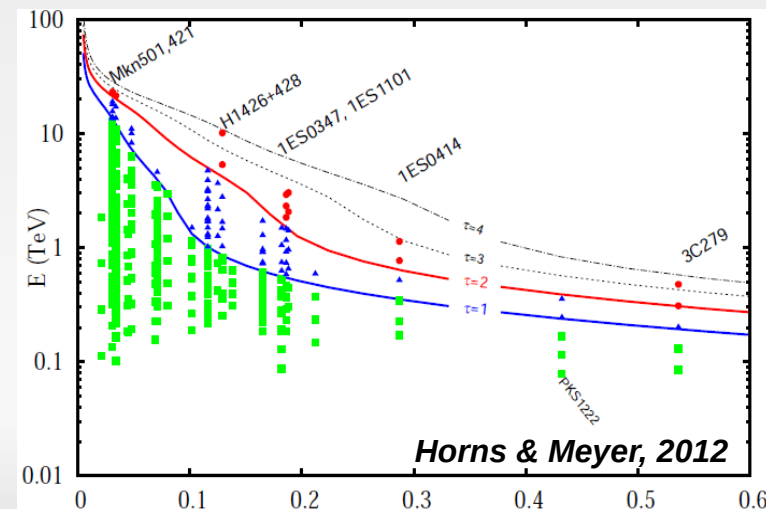 100
10
1
0.1
0.01
E (TeV)
Mkn501,421
H1426+428
1ES0347, 1ES1101
1ES0414
3C279
PKS1222
τ=4
τ=3
τ=2
τ=1
Horns & Meyer, 2012
0 0.1 0.2 0.3 0.4 0.5 0.6